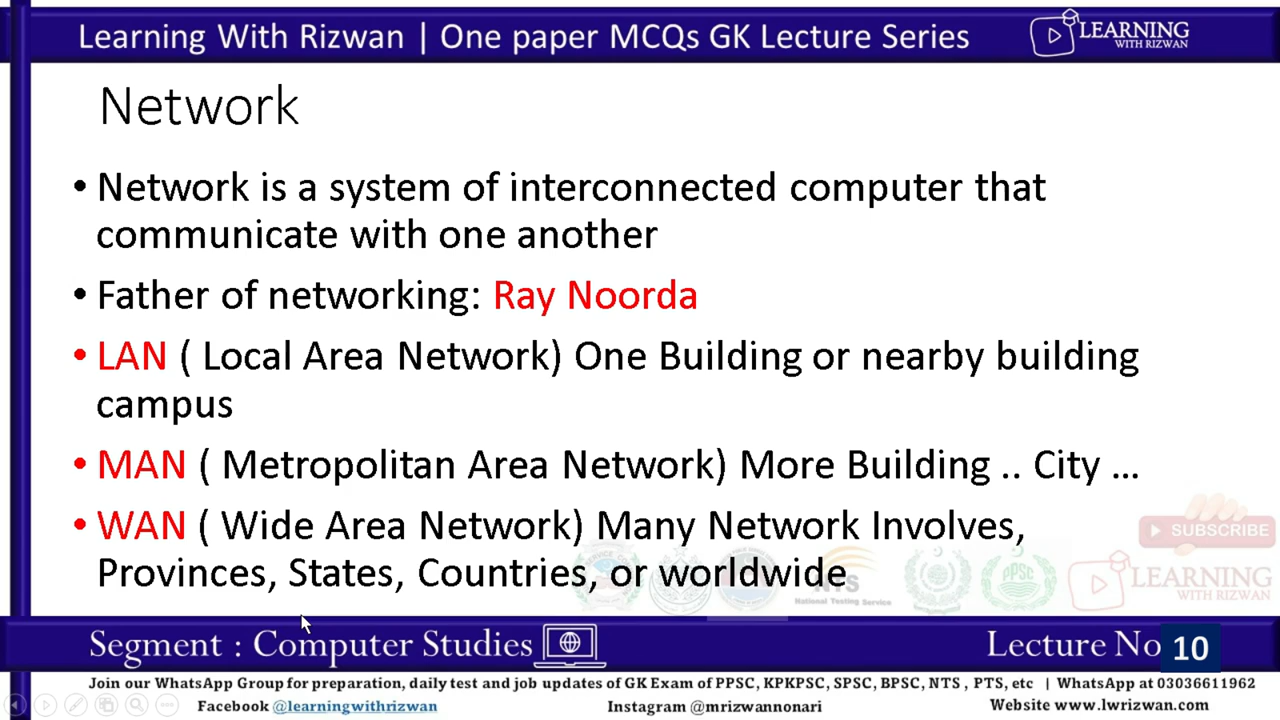 Learning With Rizwan | One paper MCQs GK Lecture Series
LEARNING
WITH RIZWAN
Network
• Network is a system of interconnected computer that
communicate with one another
• Father of networking: Ray Noorda
• LAN ( Local Area Network) One Building or nearby building
campus
• MAN ( Metropolitan Area Network) More Building .. City ...
• WAN ( Wide Area Network) Many Network Involves,
Provinces, States, Countries, or worldwide
SUBSCRIBE
NTS
National Testing Service
PPSC
LEARNING
WITH RIZWAN
Segment : Computer Studies
Lecture No 10
Join our WhatsApp Group for preparation, daily test and job updates of GK Exam of PPSC, KPKPSC, SPSC, BPSC, NTS , PTS, etc | WhatsApp at 03036611962
Facebook @learningwithrizwan Instagram @mrizwannonari Website www.lwrizwan.com